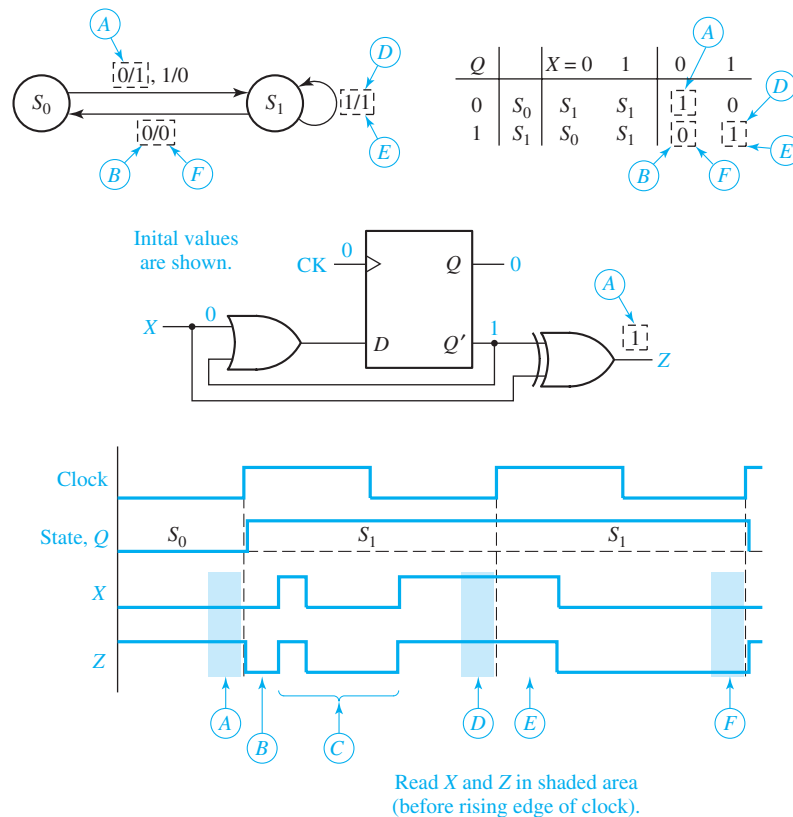 A
D
0/1, 1/0
S0
S1
1/1
0/0
B
F
E
A
Q X = 0 1 0 1
D
0 S0 S1 S1 1 0
1 S1 S0 S1 0 1
B
F
E
Inital values
are shown.
0
CK
Q
0
A
X
0
D
Q′
1
1
Z
Clock
State, Q
S0
S1
S1
X
Z
A
B
C
D
E
F
Read X and Z in shaded area
(before rising edge of clock).